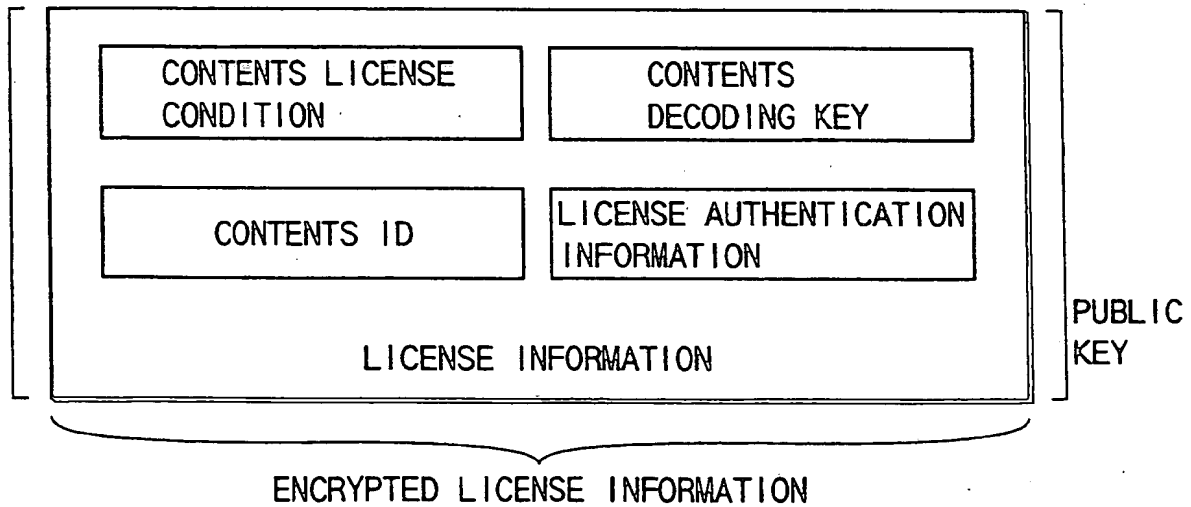 CONTENTS LICENSE
CONDITION
CONTENTS
DECODING KEY
CONTENTS ID
LICENSE AUTHENTICATION
INFORMATION
LICENSE INFORMATION
PUBLIC
KEY
ENCRYPTED LICENSE INFORMATION